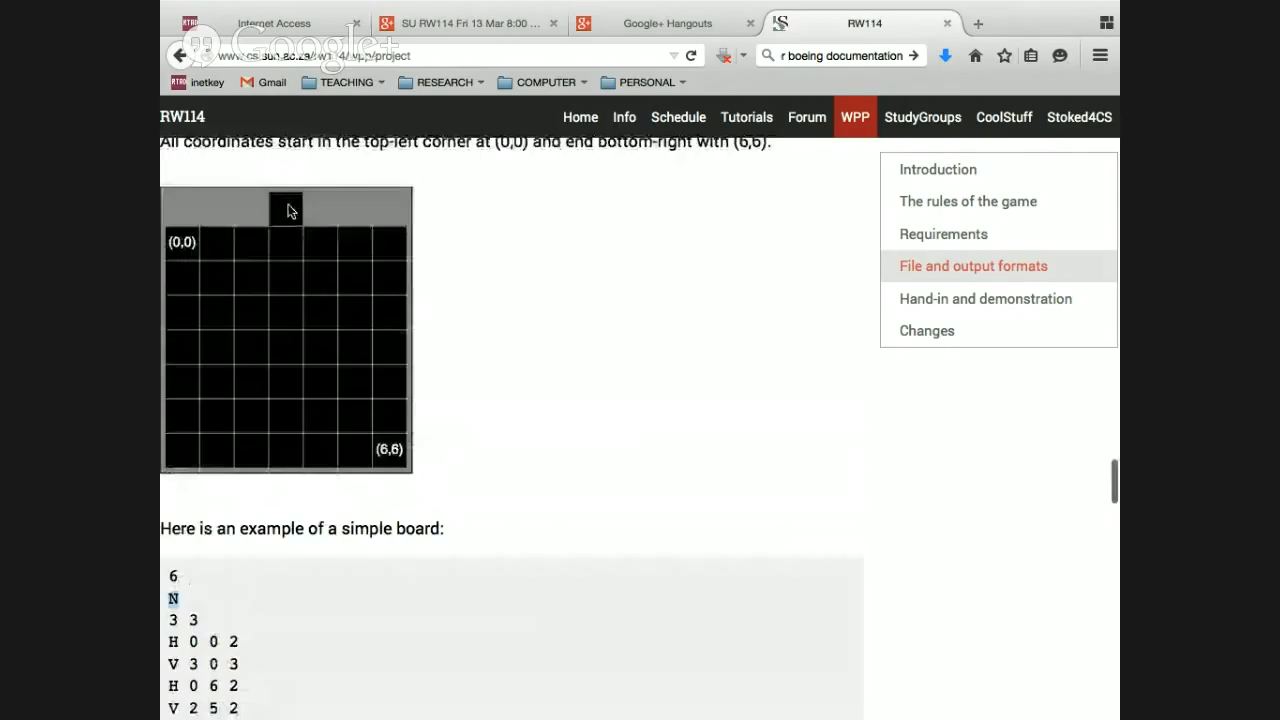 Internet Access
SU RW114 Fri 13 Mar 8:00 ...
Google+ Hangouts
RW114
Google+
/project
r boeing documentation
inetkey
Gmail
TEACHING
RESEARCH
COMPUTER
PERSONAL
RW114
Home
Info
Schedule
Tutorials
Forum
WPP
StudyGroups
CoolStuff
Stoked4CS
All coordinates start in the top-left corner at (0,0) and end bottom-right with (6,6).
Introduction
The rules of the game
Requirements
File and output formats
Hand-in and demonstration
Changes
(0,0)
(6,6)
Here is an example of a simple board:
6
N
3 3
H 0 0 2
V 3 0 3
H 0 6 2
V 2 5 2